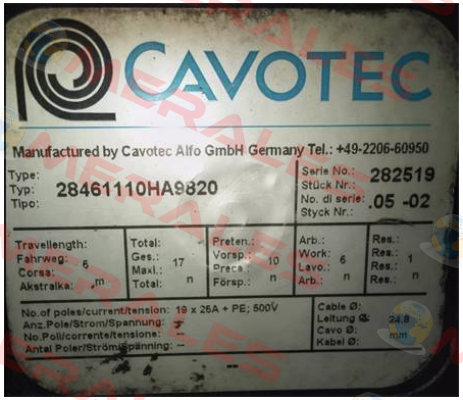 CAVOTEC
Manufactured by Cavotec Alfo GmbH Germany Tel.: +49-2206-60950
Type:
Typ: 28461110HA9820
Tipo:
Serie No.: 282519
Stück Nr.:
No. di serie: .05 -02
Styck Nr.:
Travellength:
Fahrweg: 6
Corsa:
Akstralka: m
Total:
Ges.: 17
Maxi.:
Total: n
Preten.:
Vorsp.: 10
Preca.:
Försp.: n
Arb.:
Work: 6
Lavo.:
Arb.: n
Res.:
Res.: 1
Res.:
Res.: n
No.of poles/current/tension: 19 x 25A + PE; 500V
Anz.Pole/Strom/Spannung:
No.Poli/corrente/tensione: --
Antal Poler/Ström/Spänning: --
Cable Ø:
Leitung Ø: 24,8
Cavo Ø: mm
Kabel Ø:
MERALES